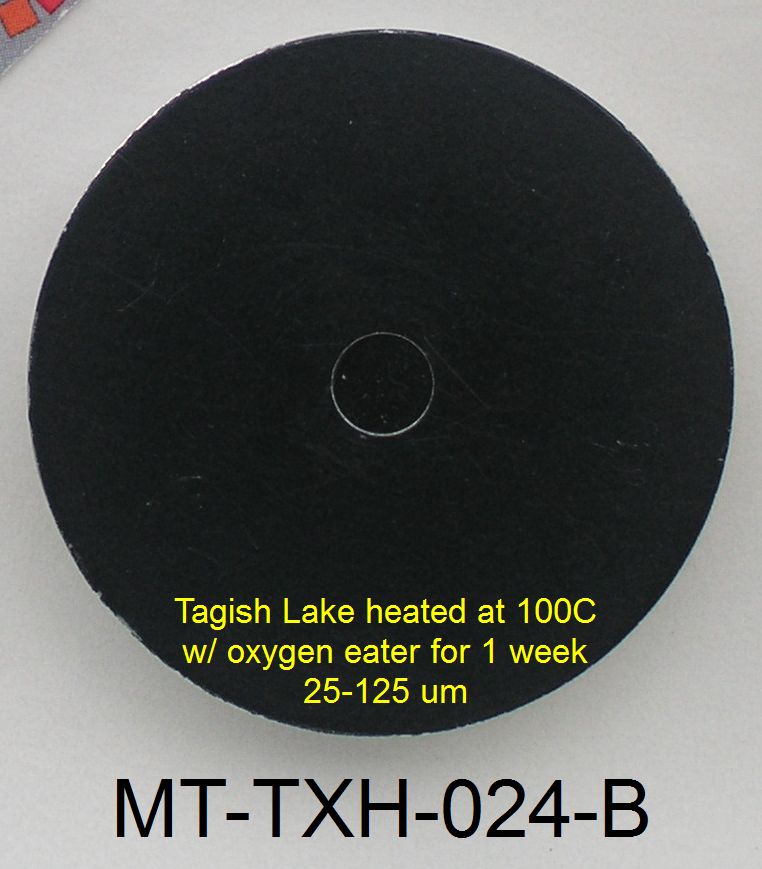 Tagish Lake heated at 100C
w/ oxygen eater for 1 week
25-125 um
MT-TXH-024-B